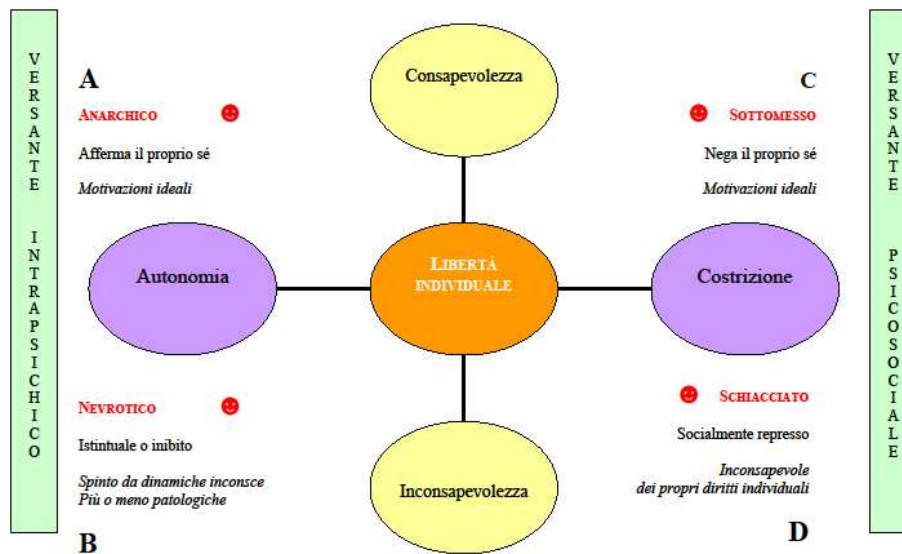 VERSANTE INTRAPSICHICO
A
ANARCHICO
Afferma il proprio sé
Motivazioni ideali
Consapevolezza
C
SOTTOMESSO
Nega il proprio sé
Motivazioni ideali
Autonomia
LIBERTÀ
INDIVIDUALE
Costrizione
NEVROTICO
Istintuale o inibito
Spinto da dinamiche inconsce
Più o meno patologiche
B
Inconsapevolezza
SCHIACCIATO
Socialmente represso
Inconsapevole
dei propri diritti individuali
D
VERSANTE PSICOSOCIALE